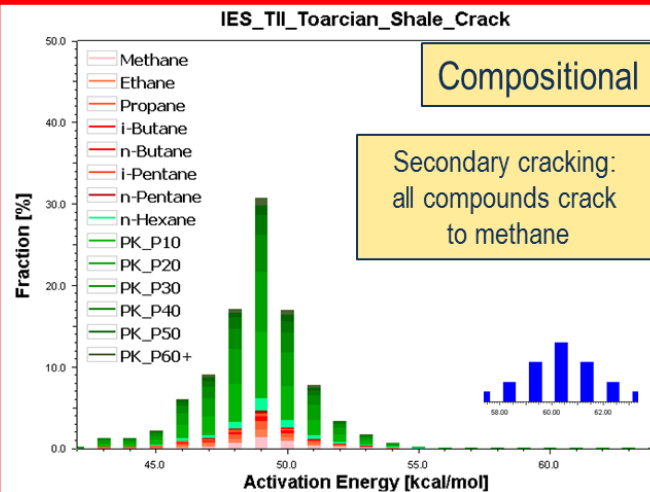 IES_TII_Toarcian_Shale_Crack
50.0
40.0
30.0
20.0
10.0
0.0
Fraction [%]
Methane
Ethane
Propane
i-Butane
n-Butane
i-Pentane
n-Pentane
n-Hexane
PK_P10
PK_P20
PK_P30
PK_P40
PK_P50
PK_P60+
Compositional
Secondary cracking:
all compounds crack
to methane
58.00 60.00 62.00
45.0 50.0 55.0 60.0
Activation Energy [kcal/mol]